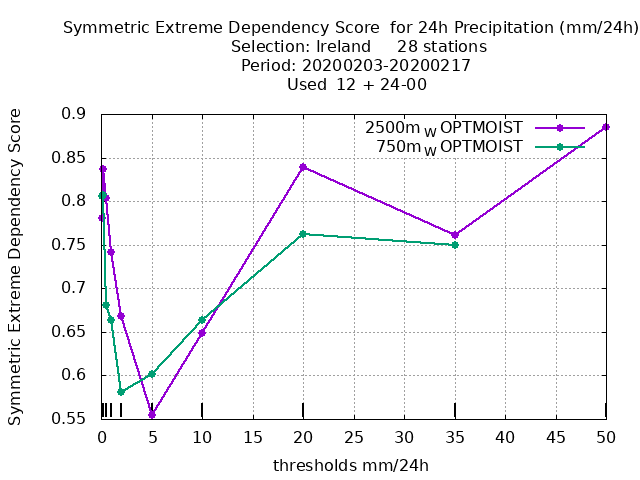 Symmetric Extreme Dependency Score  for 24h Precipitation (mm/24h)
Selection: Ireland     28 stations
Period: 20200203-20200217
Used  12 + 24-00
2500m W OPTMOIST
750m W OPTMOIST
Symmetric Extreme Dependency Score
0.9
0.85
0.8
0.75
0.7
0.65
0.6
0.55
0 5 10 15 20 25 30 35 40 45 50
thresholds mm/24h